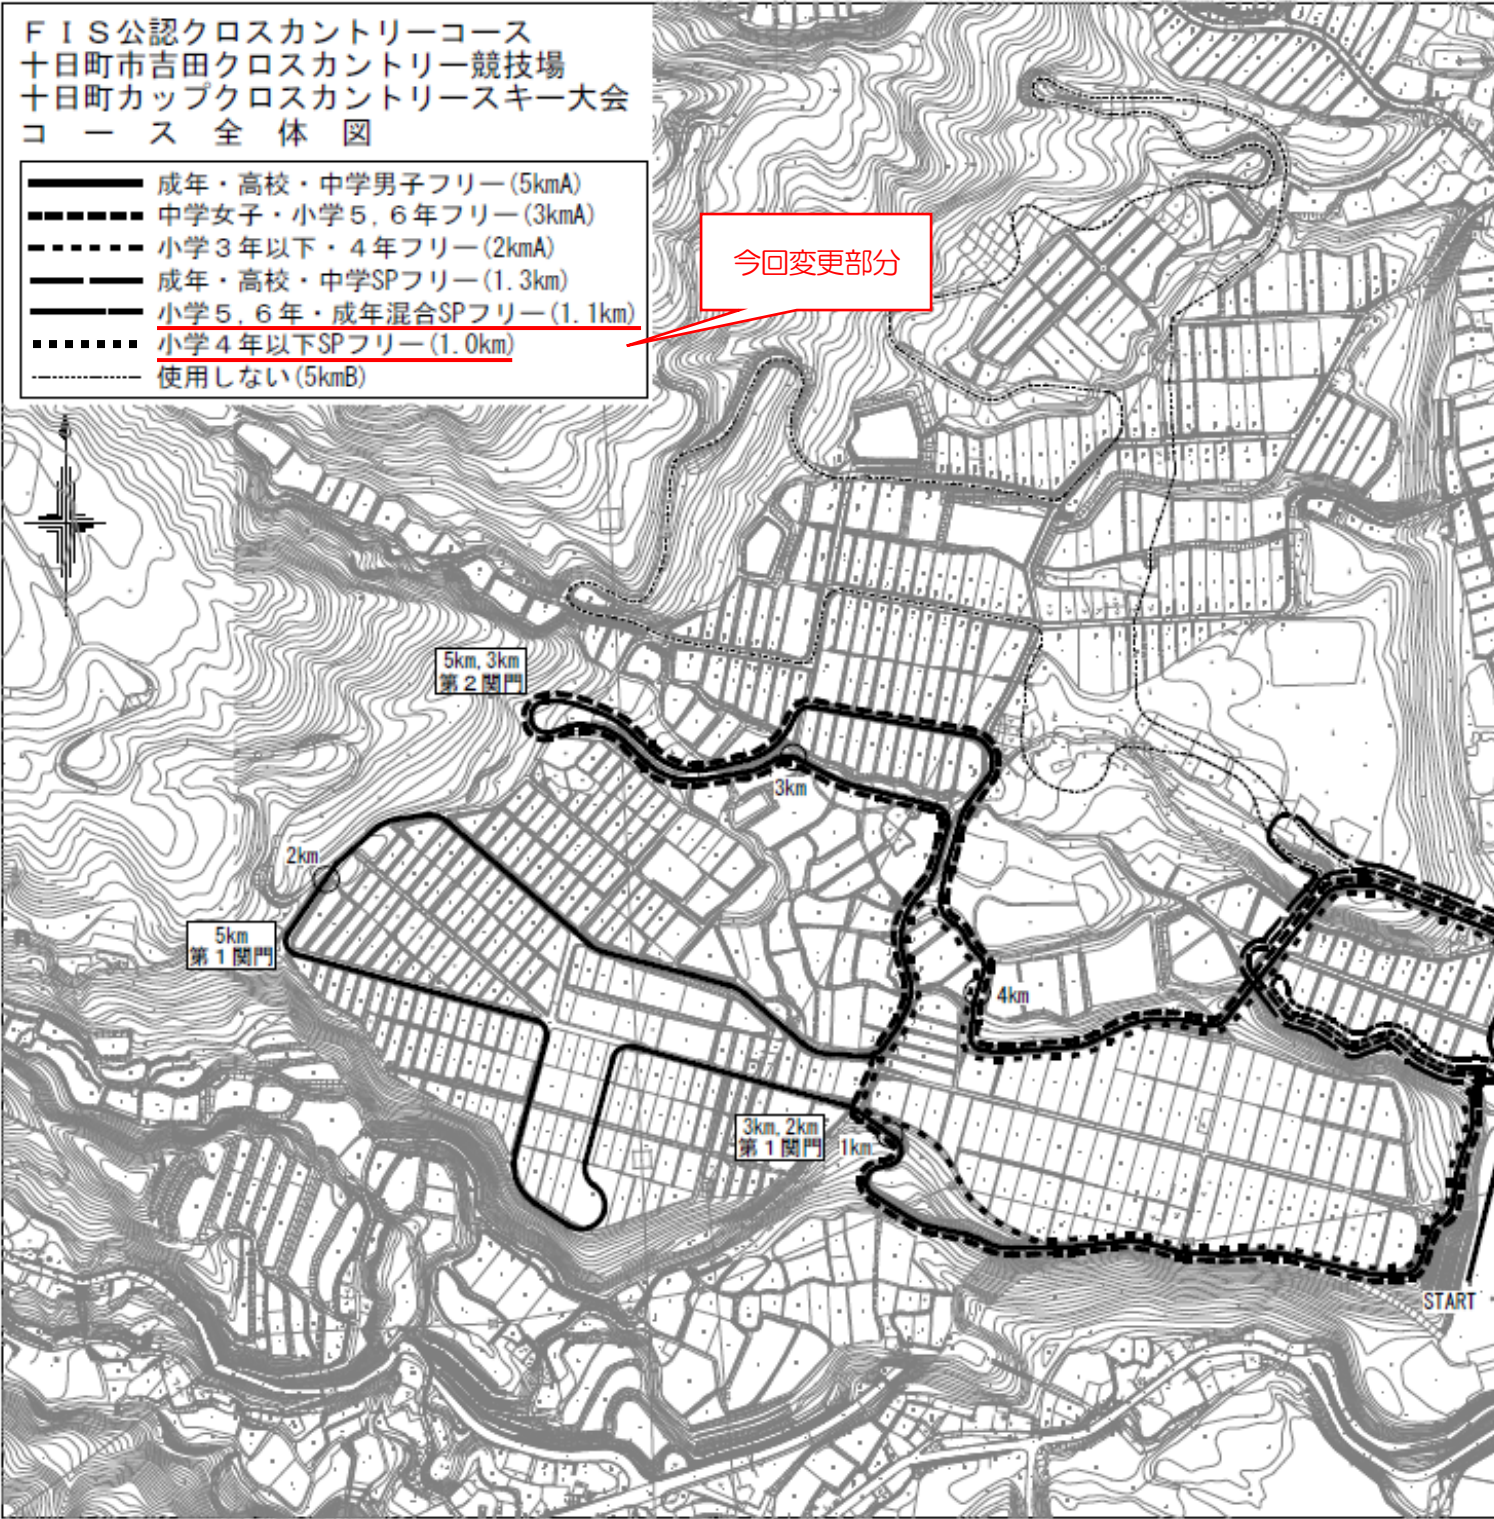 ＦＩＳ公認クロスカントリーコース
十日町市吉田クロスカントリー競技場
十日町カップクロスカントリースキー大会
コース全体図
成年・高校・中学男子フリー(5kmA)
中学女子・小学５,６年フリー(3kmA)
小学３年以下・４年フリー(2kmA)
成年・高校・中学SPフリー(1.3km)
小学５,６年・成年混合SPフリー(1.1km)
小学４年以下SPフリー(1.0km)
使用しない(5kmB)
今回変更部分
5km,3km
第２関門
3km
2km
5km
第１関門
4km
3km,2km
第１関門
1km
START